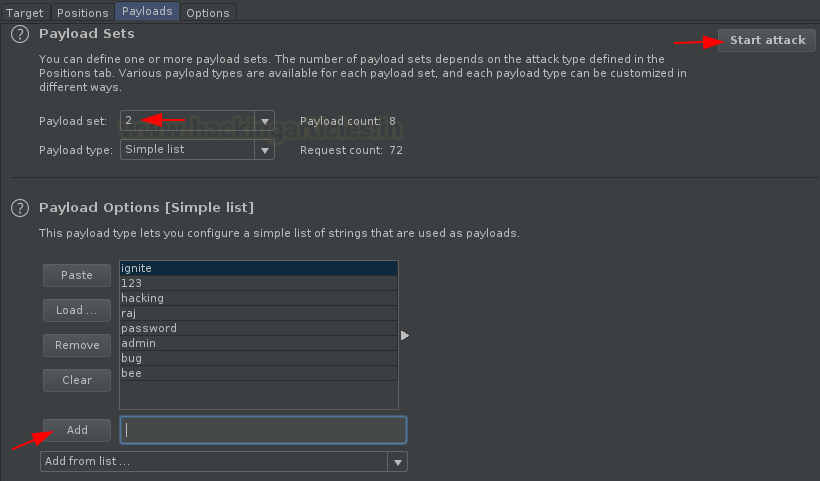 Target Positions Payloads Options
? Payload Sets
Start attack
You can define one or more payload sets. The number of payload sets depends on the attack type defined in the
Positions tab. Various payload types are available for each payload set, and each payload type can be customized in
different ways.
Payload set: 2 Payload count: 8
www.hackingarticles.in
Payload type: Simple list Request count: 72
? Payload Options [Simple list]
This payload type lets you configure a simple list of strings that are used as payloads.
Paste
Load ...
Remove
Clear
ignite
123
hacking
raj
password
admin
bug
bee
Add
Add from list ...